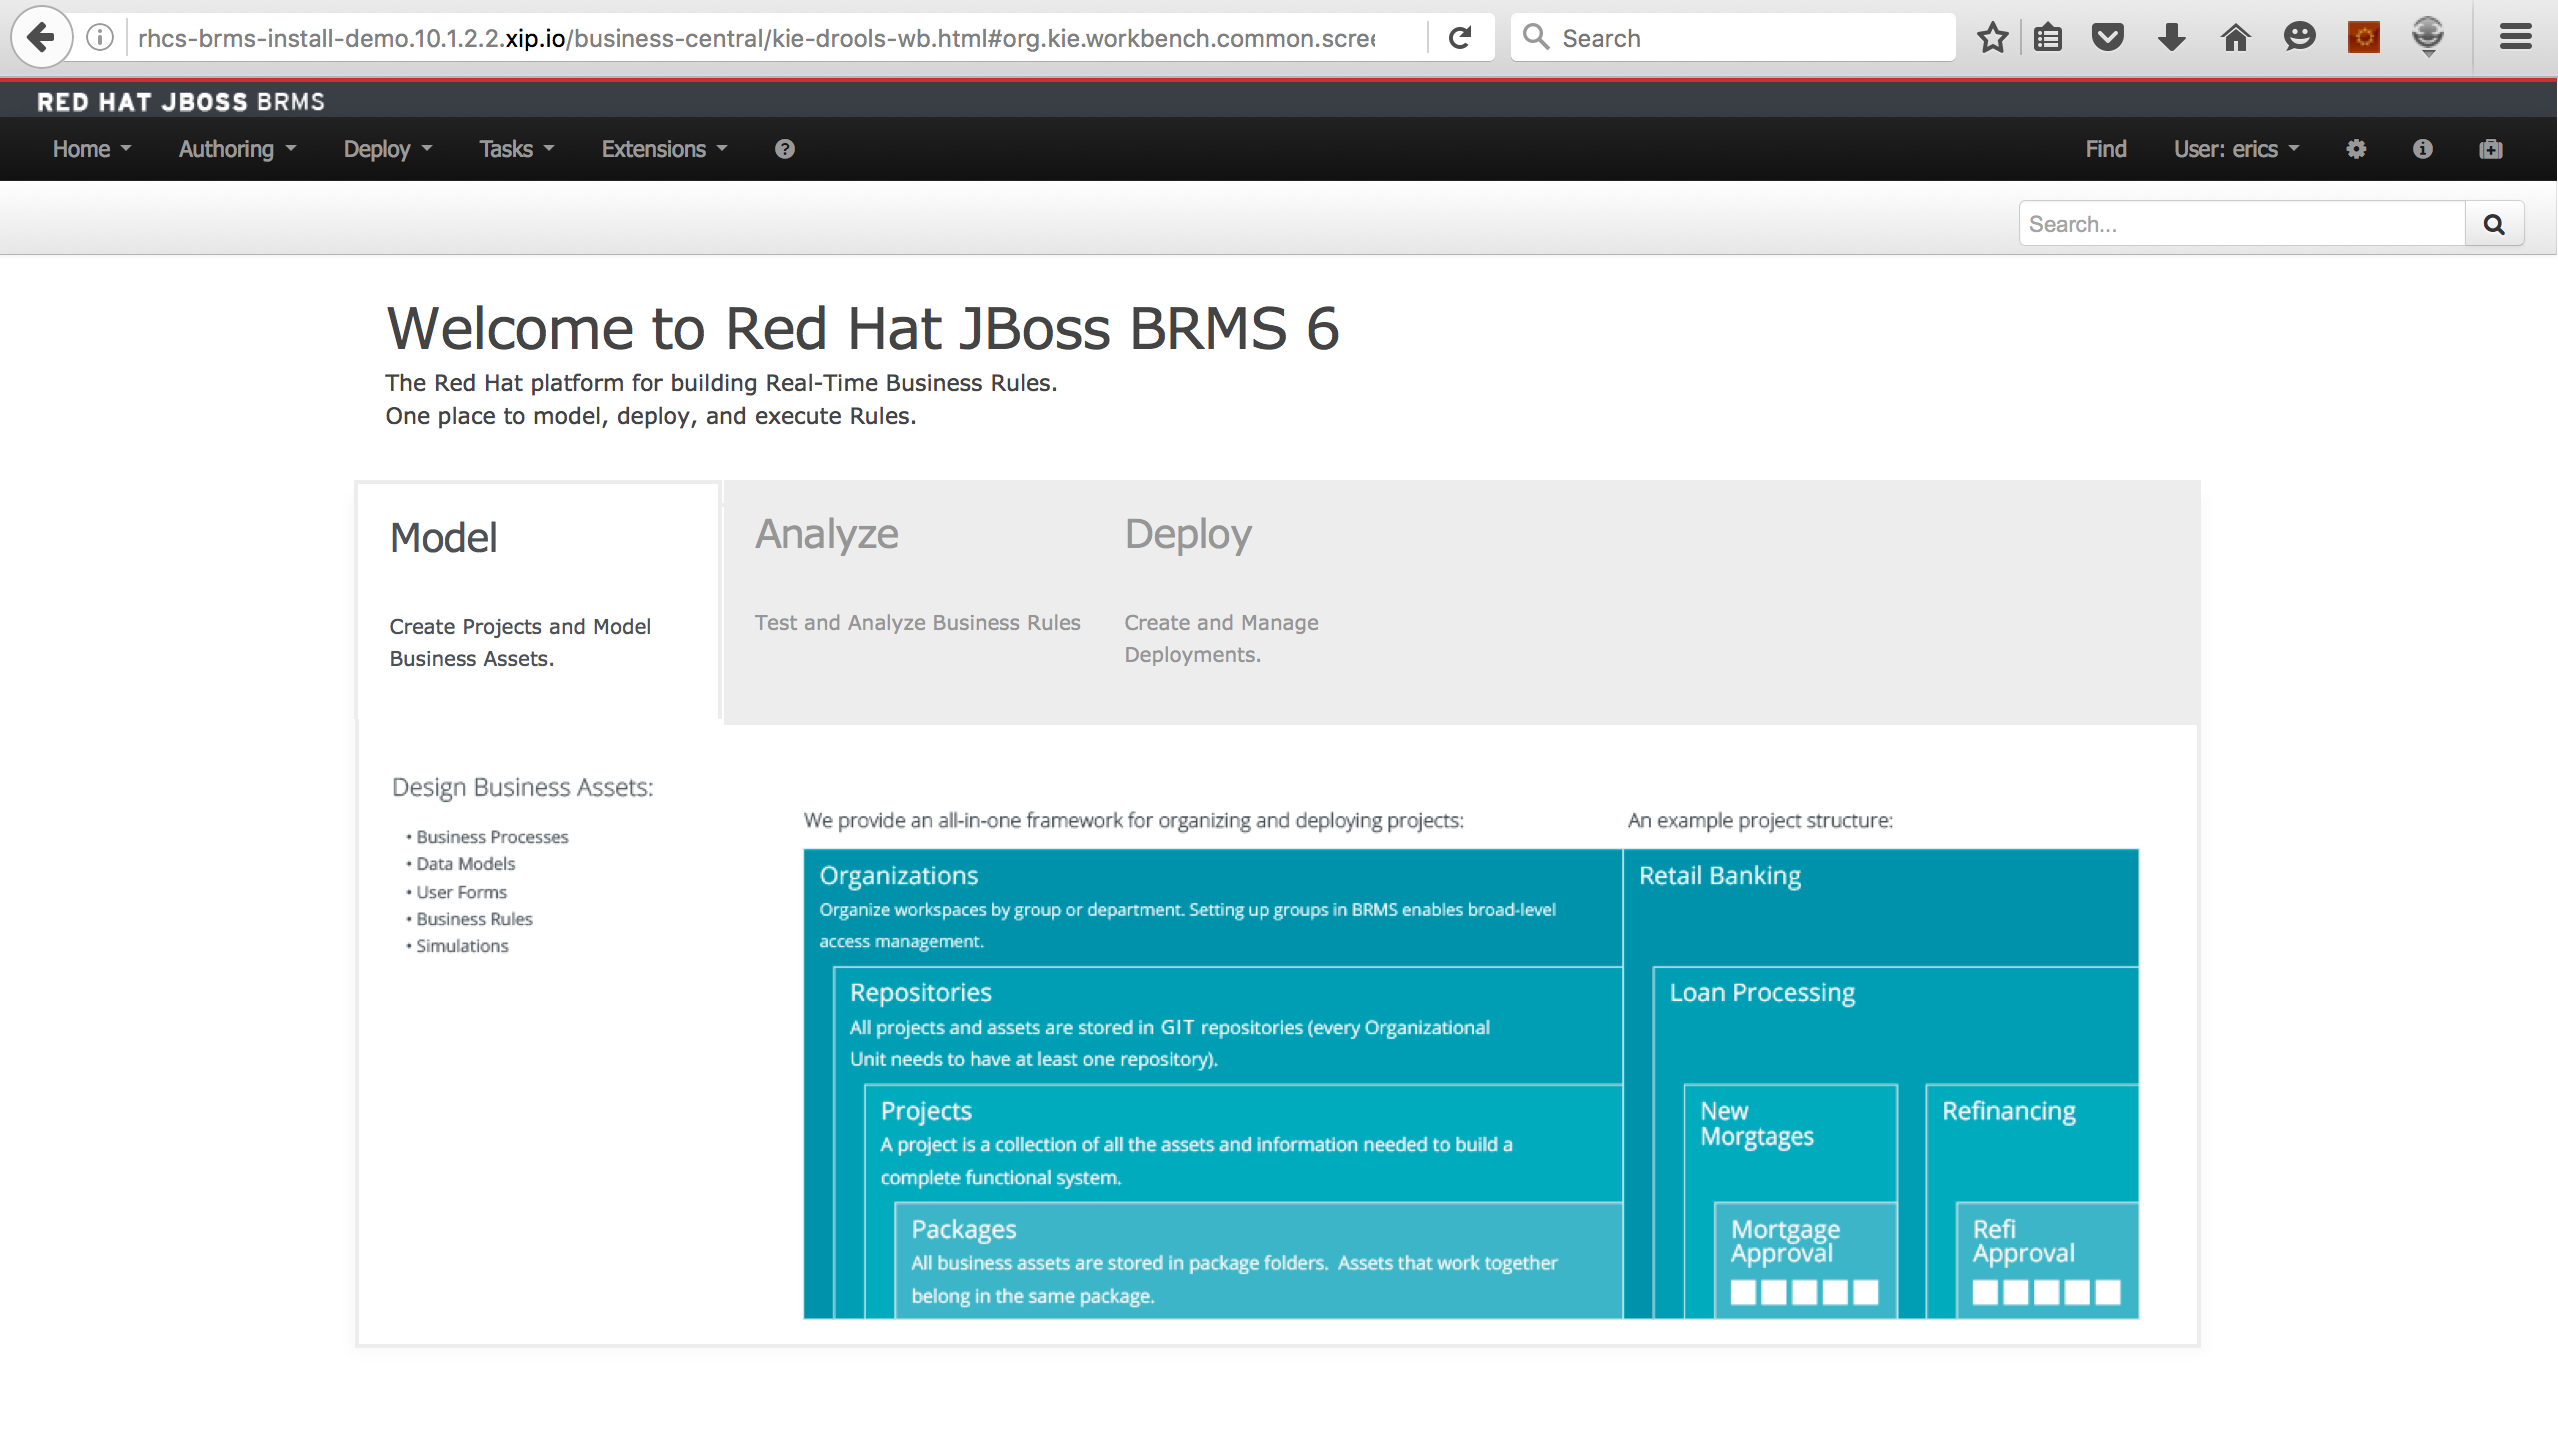 rhcs-brms-install-demo.10.1.2.2.xip.io/business-central/kie-drools-wb.html#org.kie.workbench.common.scree
Search
RED HAT JBOSS BRMS
Home Authoring Deploy Tasks Extensions ? Find User: erics
Search...
Welcome to Red Hat JBoss BRMS 6
The Red Hat platform for building Real-Time Business Rules.
One place to model, deploy, and execute Rules.
Model
Create Projects and Model
Business Assets.
Analyze
Test and Analyze Business Rules
Deploy
Create and Manage
Deployments.
Design Business Assets:
• Business Processes
• Data Models
• User Forms
• Business Rules
• Simulations
We provide an all-in-one framework for organizing and deploying projects:
Organizations
Organize workspaces by group or department. Setting up groups in BRMS enables broad-level
access management.
Repositories
All projects and assets are stored in GIT repositories (every Organizational
Unit needs to have at least one repository).
Projects
A project is a collection of all the assets and information needed to build a
complete functional system.
Packages
All business assets are stored in package folders. Assets that work together
belong in the same package.
An example project structure:
Retail Banking
Loan Processing
New
Morgtages
Mortgage
Approval
Refinancing
Refi
Approval